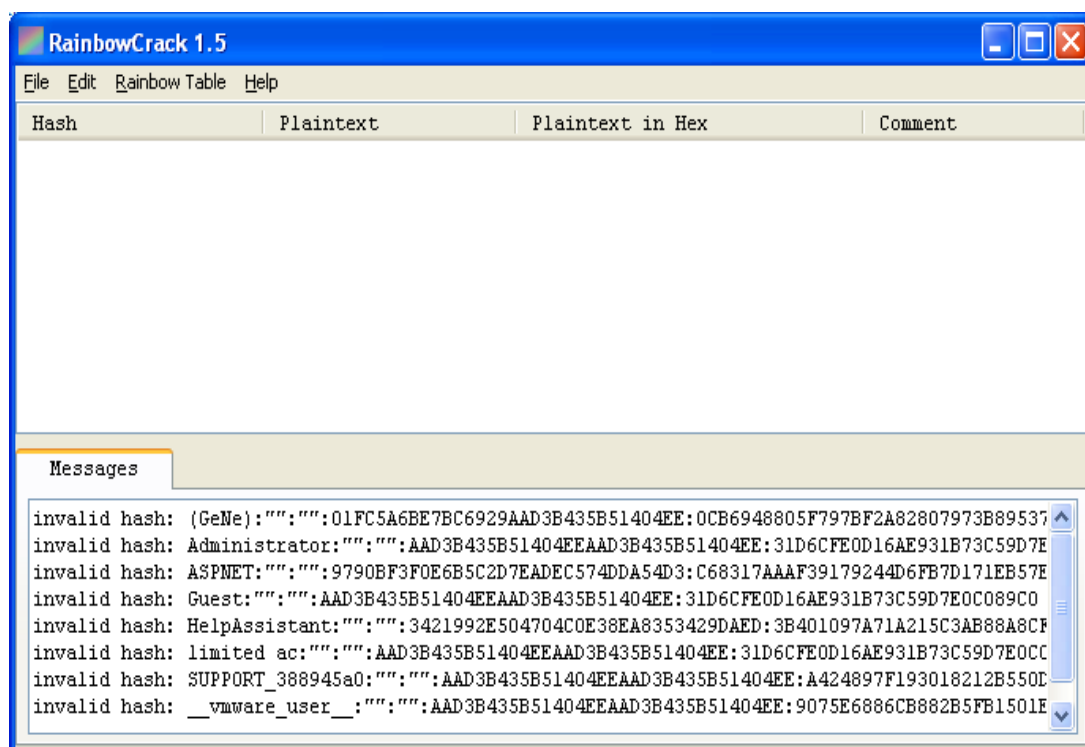 RainbowCrack 1.5
File Edit Rainbow Table Help
Hash Plaintext Plaintext in Hex Comment
Messages
invalid hash: (GeNe):"":"":01FC5A6BE7BC6929AAD3B435B51404EE:0CB6948805F797BF2A82807973B89537
invalid hash: Administrator:"":"":AAD3B435B51404EEAAD3B435B51404EE:31D6CFE0D16AE931B73C59D7E
invalid hash: ASPNET:"":"":9790BF3F0E6B5C2D7EADEC574DDA54D3:C68317AAAF39179244D6FB7D171EB57E
invalid hash: Guest:"":"":AAD3B435B51404EEAAD3B435B51404EE:31D6CFE0D16AE931B73C59D7E0C089C0
invalid hash: HelpAssistant:"":"":3421992E504704C0E38EA8353429DAED:3B401097A71A215C3AB88A8CF
invalid hash: limited ac:"":"":AAD3B435B51404EEAAD3B435B51404EE:31D6CFE0D16AE931B73C59D7E0C0
invalid hash: SUPPORT_388945a0:"":"":AAD3B435B51404EEAAD3B435B51404EE:A424897F193018212B550D
invalid hash: __vmware_user__:"":"":AAD3B435B51404EEAAD3B435B51404EE:9075E6886CB882B5FB1501E